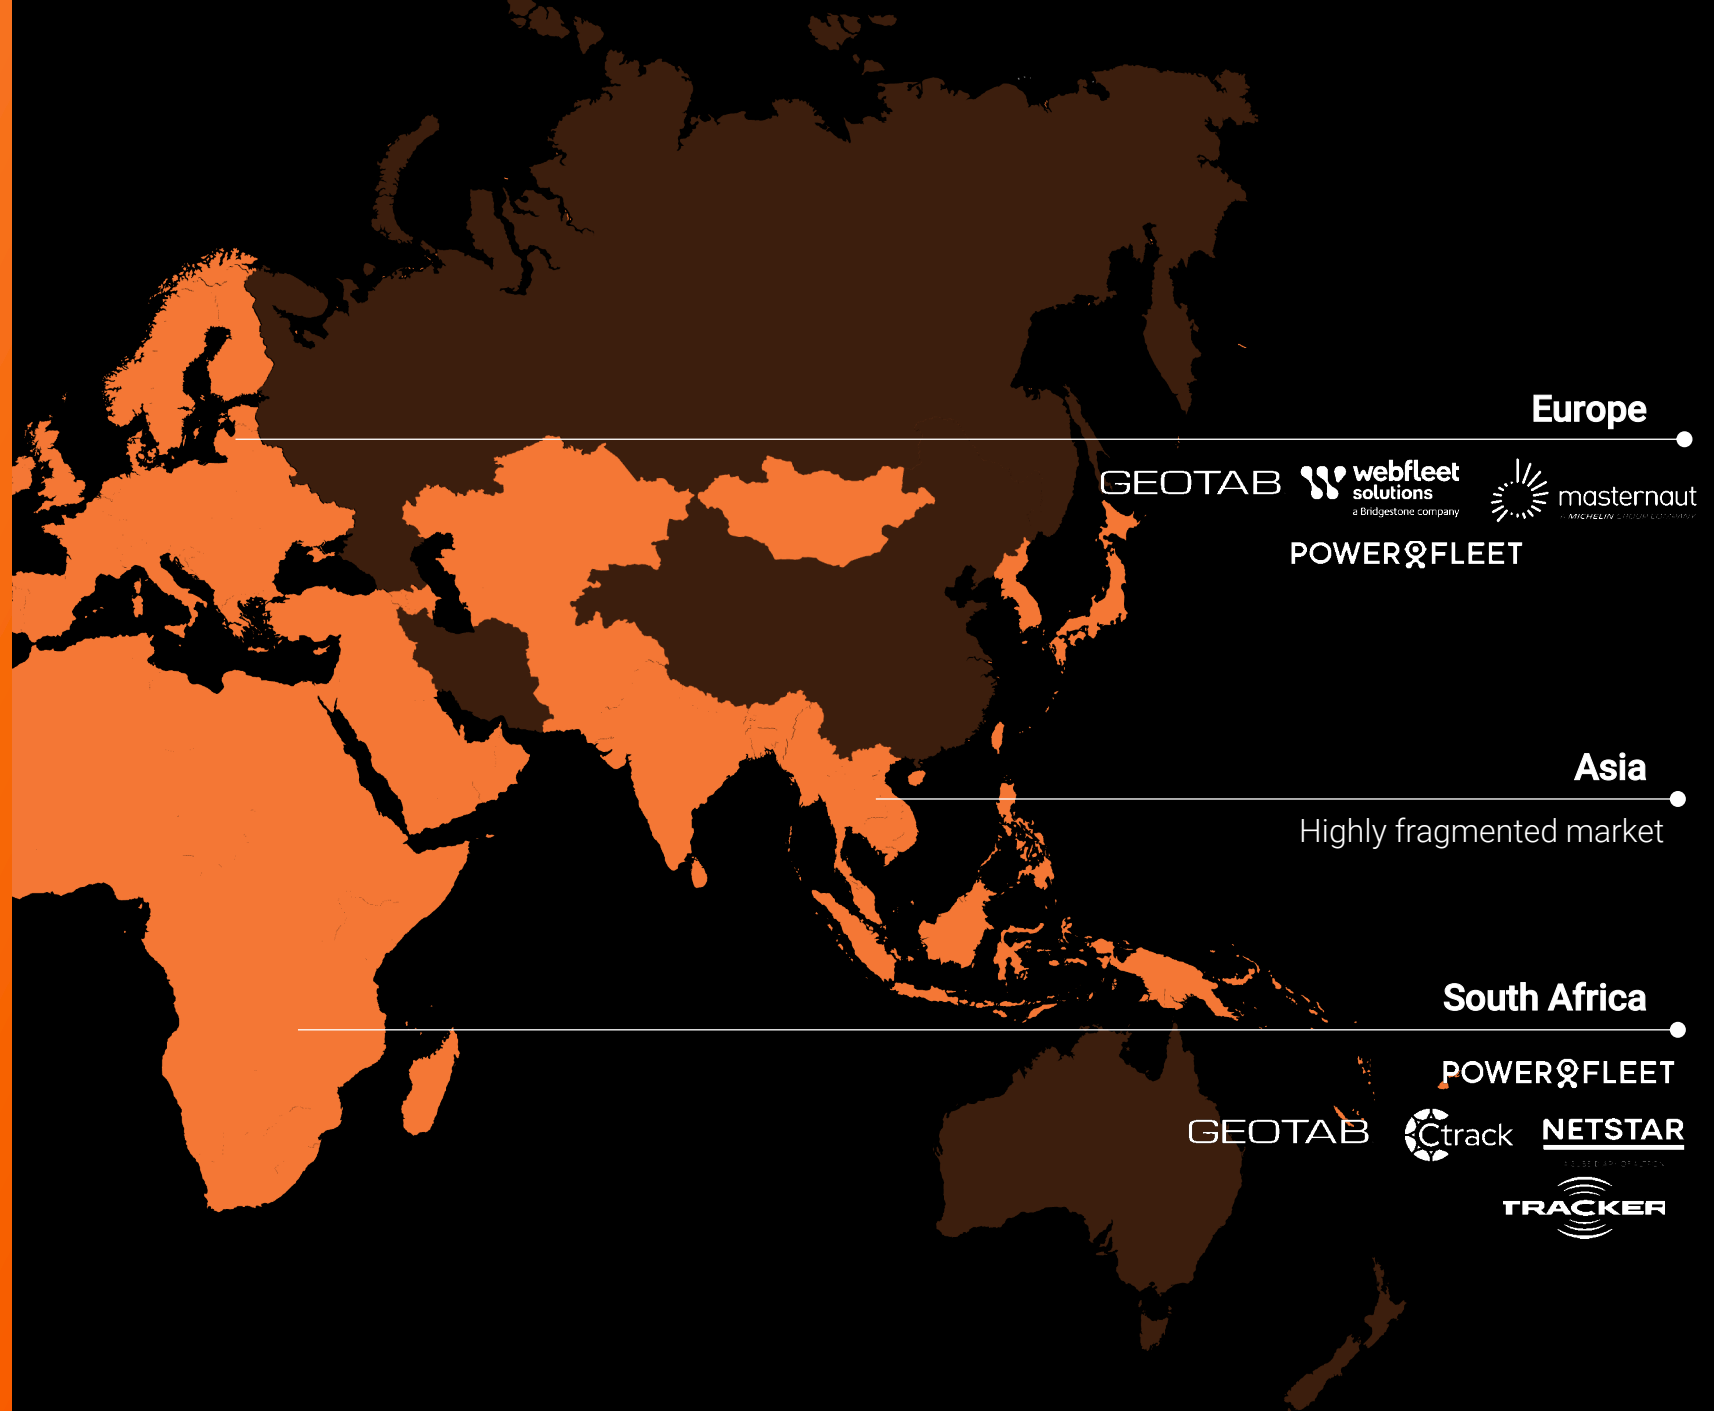 Europe
GEOTAB
webfleet
solutions
a Bridgestone company
masternaut
POWERFLEET
Asia
Highly fragmented market
South Africa
POWERFLEET
GEOTAB
Ctrack
NETSTAR
TRACKER